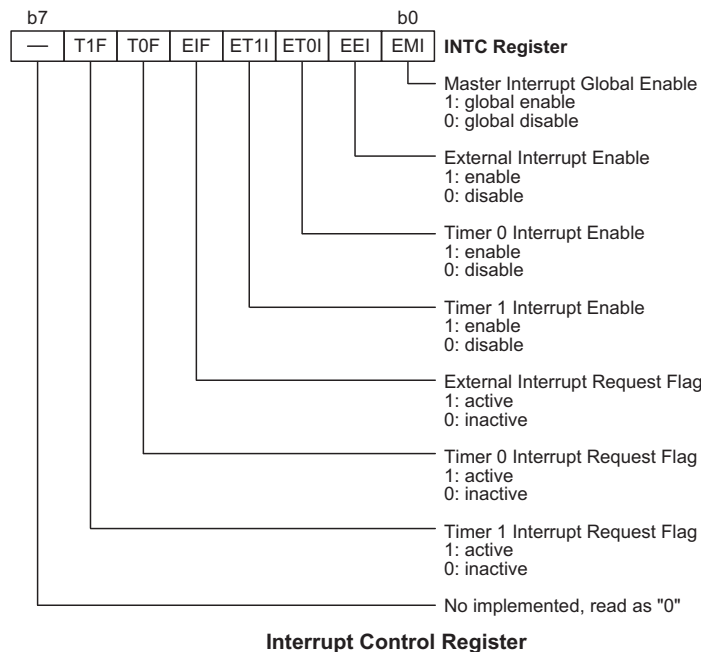 b7 b0
— T1F T0F EIF ET1I ET0I EEI EMI INTC Register
Master Interrupt Global Enable
1: global enable
0: global disable
External Interrupt Enable
1: enable
0: disable
Timer 0 Interrupt Enable
1: enable
0: disable
Timer 1 Interrupt Enable
1: enable
0: disable
External Interrupt Request Flag
1: active
0: inactive
Timer 0 Interrupt Request Flag
1: active
0: inactive
Timer 1 Interrupt Request Flag
1: active
0: inactive
No implemented, read as "0"
Interrupt Control Register